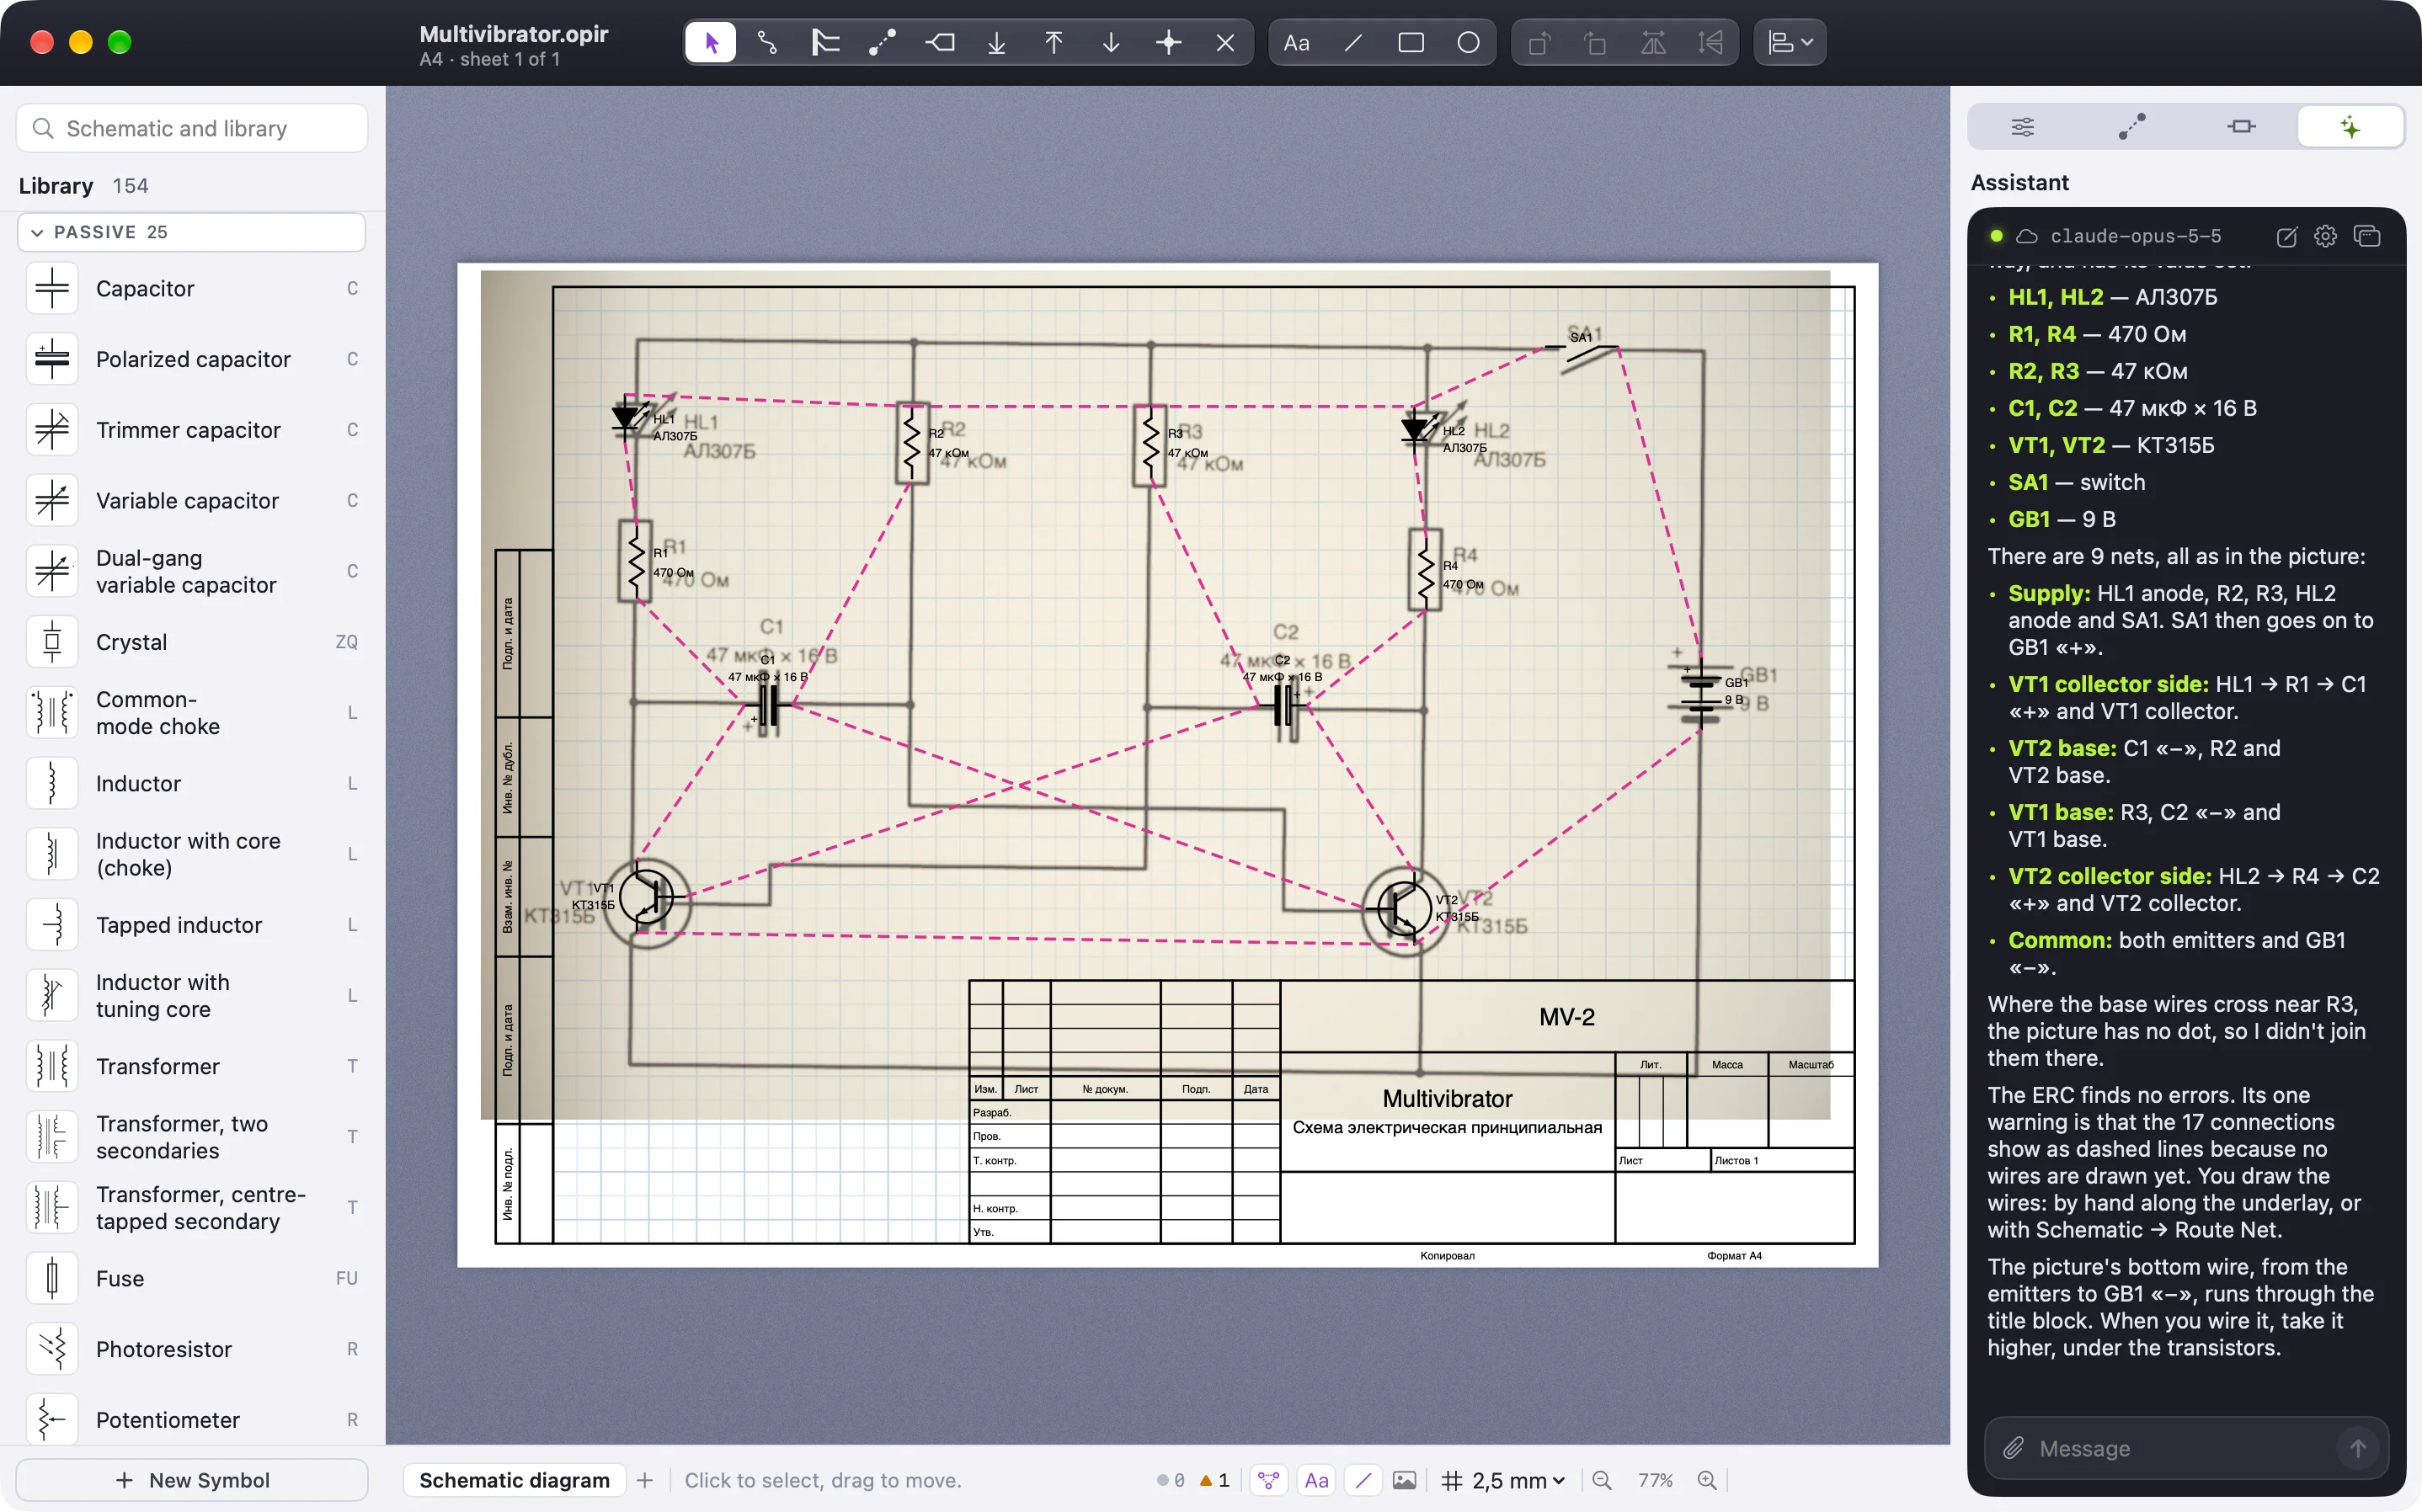 Multivibrator.opir
A4 · sheet 1 of 1
Aa
Schematic and library
Library 154
PASSIVE 25
Capacitor C
Polarized capacitor C
Trimmer capacitor C
Variable capacitor C
Dual-gang
variable capacitor C
Crystal ZQ
Common-
mode choke L
Inductor L
Inductor with core
(choke) L
Tapped inductor L
Inductor with
tuning core L
Transformer T
Transformer, two
secondaries T
Transformer, centre-
tapped secondary T
Fuse FU
Photoresistor R
Potentiometer R
New Symbol
SA1
SA1
HL1
АЛ307Б
HL1
АЛ307Б
R2
47 кОм
R2
47 кОм
R3
47 кОм
R3
47 кОм
HL2
АЛ307Б
HL2
АЛ307Б
R1
470 Ом
R1
470 Ом
R4
470 Ом
R4
470 Ом
C1
47 мкФ × 16 В
C1
47 мкФ × 16 В
C2
47 мкФ × 16 В
C2
47 мкФ × 16 В
GB1
9 В
GB1
9 В
VT1
КТ315Б
VT1
КТ315Б
VT2
КТ315Б
VT2
КТ315Б
Подп. и дата
Инв. № дубл.
Взам. инв. №
Подп. и дата
Инв. № подл.
MV-2
Лит. Масса Масштаб
Изм. Лист № докум. Подп. Дата
Разраб.
Пров.
Т. контр.
Н. контр.
Утв.
Multivibrator
Схема электрическая принципиальная
Лист Листов 1
Копировал Формат А4
Schematic diagram
Click to select, drag to move.
0 1
Aa
2,5 mm
77%
Assistant
claude-opus-5-5
HL1, HL2 — АЛ307Б
R1, R4 — 470 Ом
R2, R3 — 47 кОм
C1, C2 — 47 мкФ × 16 В
VT1, VT2 — КТ315Б
SA1 — switch
GB1 — 9 В
There are 9 nets, all as in the picture:
Supply: HL1 anode, R2, R3, HL2
anode and SA1. SA1 then goes on to
GB1 «+».
VT1 collector side: HL1 → R1 → C1
«+» and VT1 collector.
VT2 base: C1 «–», R2 and
VT2 base.
VT1 base: R3, C2 «–» and
VT1 base.
VT2 collector side: HL2 → R4 → C2
«+» and VT2 collector.
Common: both emitters and GB1
«–».
Where the base wires cross near R3,
the picture has no dot, so I didn't join
them there.
The ERC finds no errors. Its one
warning is that the 17 connections
show as dashed lines because no
wires are drawn yet. You draw the
wires: by hand along the underlay, or
with Schematic → Route Net.
The picture's bottom wire, from the
emitters to GB1 «–», runs through the
title block. When you wire it, take it
higher, under the transistors.
Message